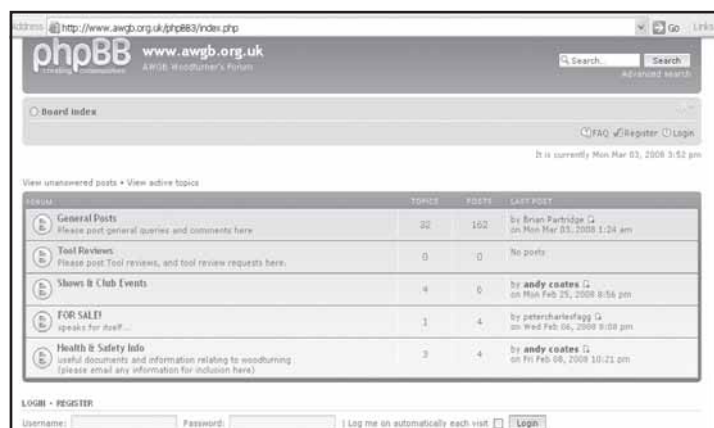 Address http://www.awgb.org.uk/phpBB3/index.php Go Links
phpBB www.awgb.org.uk
creating communities AWGB Woodturner's Forum
Search... Search
Advanced search
Board index
FAQ Register Login
It is currently Mon Mar 03, 2008 3:52 pm
View unanswered posts • View active topics
FORUM TOPICS POSTS LAST POST
General Posts 32 162 by Brian Partridge
Please post general queries and comments here on Mon Mar 03, 2008 1:24 am
Tool Reviews 0 0 No posts
Please post Tool reviews, and tool review requests here.
Shows & Club Events 4 6 by andy coates
on Mon Feb 25, 2008 8:56 pm
FOR SALE! 1 4 by petercharlesfagg
speaks for itself... on Wed Feb 06, 2008 9:08 pm
Health & Safety Info 3 4 by andy coates
useful documents and information relating to woodturning on Fri Feb 08, 2008 10:21 pm
(please email any information for inclusion here)
LOGIN • REGISTER
Username: Password: | Log me on automatically each visit Login